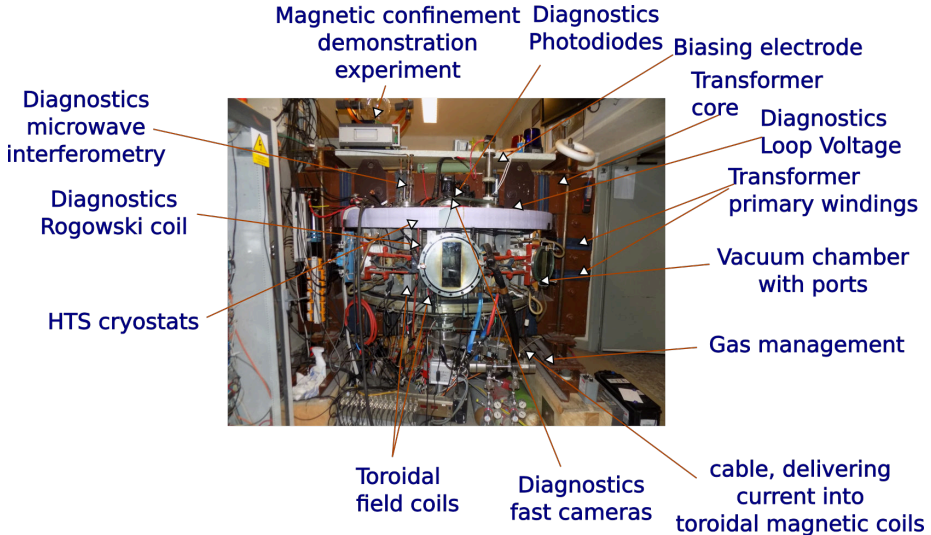 Magnetic confinement
demonstration
experiment
Diagnostics
Photodiodes
Biasing electrode
Transformer
core
Diagnostics
microwave
interferometry
Diagnostics
Loop Voltage
Transformer
primary windings
Diagnostics
Rogowski coil
Vacuum chamber
with ports
HTS cryostats
Gas management
Toroidal
field coils
Diagnostics
fast cameras
cable, delivering
current into
toroidal magnetic coils